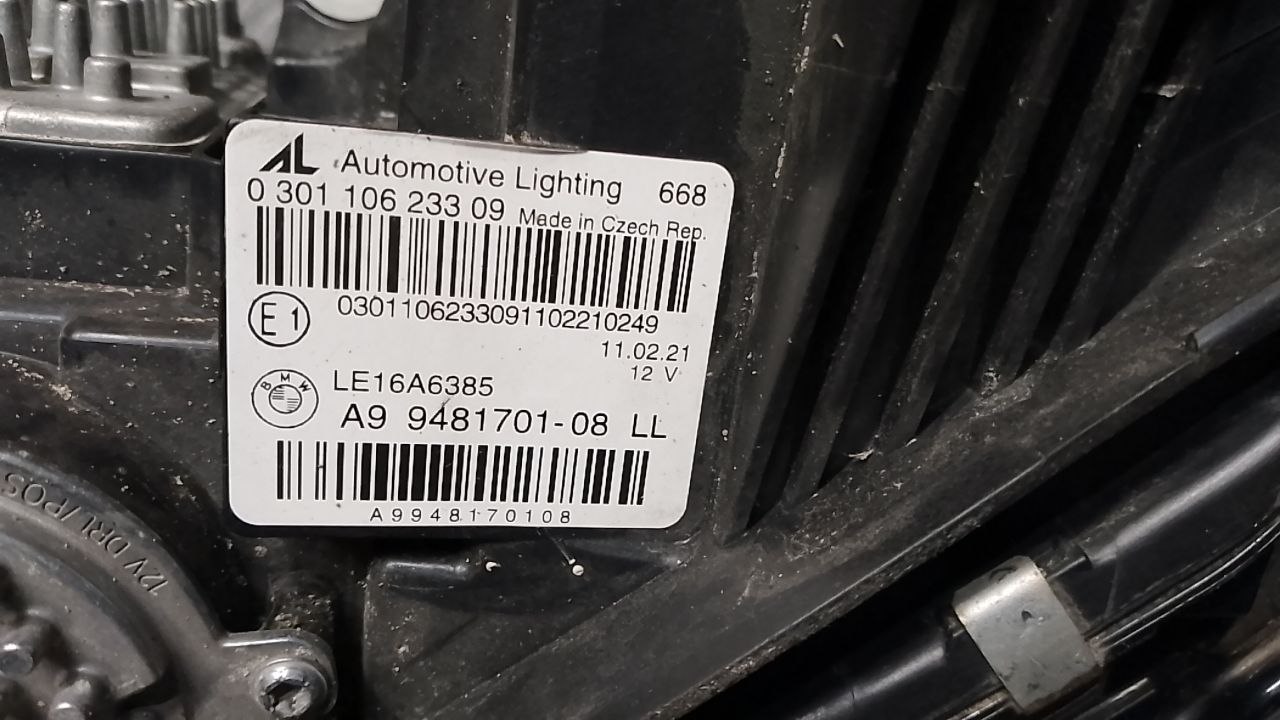 AL Automotive Lighting 668
0 301 106 233 09 Made in Czech Rep.
0301106233091102210249
E1
11.02.21
12 V
BMW
LE16A6385
A9 9481701-08 LL
A9948170108
12V DRL/POS